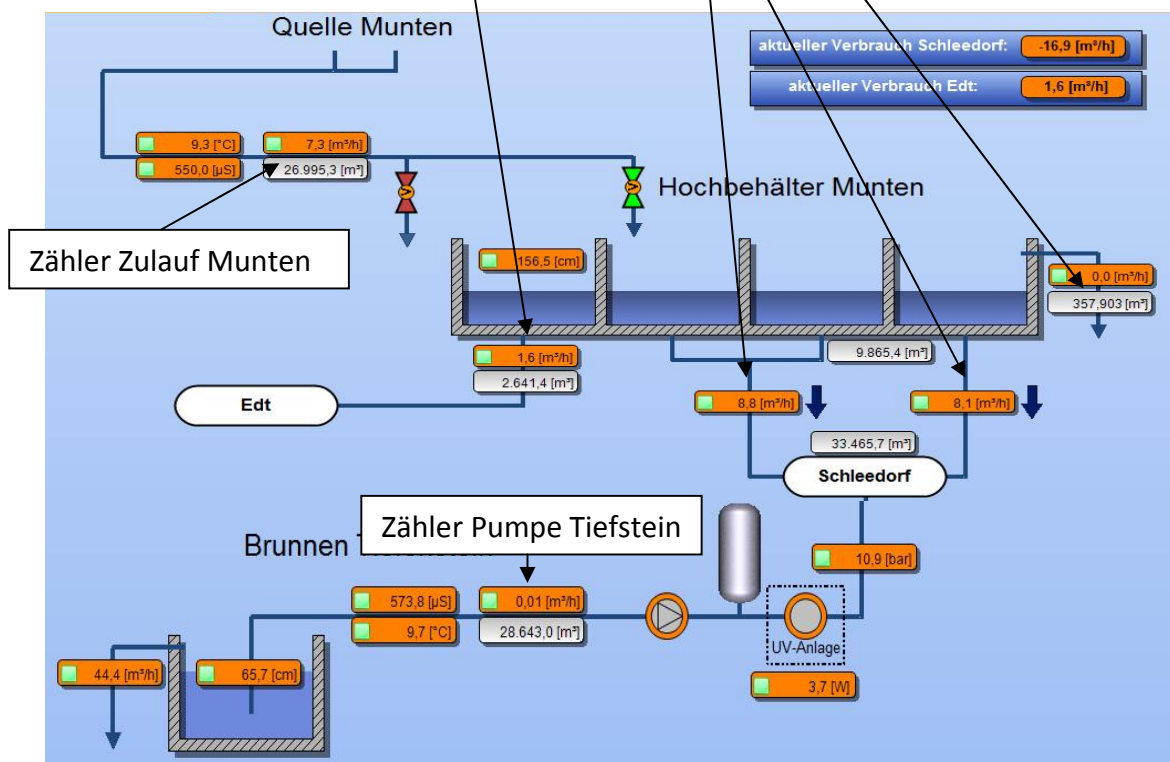 Quelle Munten
aktueller Verbrauch Schleedorf: -16,9 [m³/h]
aktueller Verbrauch Edt: 1,6 [m³/h]
9,3 [°C]
7,3 [m³/h]
550,0 [µS]
26.995,3 [m³]
V
V
Hochbehälter Munten
Zähler Zulauf Munten
156,5 [cm]
0,0 [m³/h]
357,903 [m³]
1,6 [m³/h]
9.865,4 [m³]
2.641,4 [m³]
Edt
8,8 [m³/h]
8,1 [m³/h]
33.465,7 [m³]
Schleedorf
Zähler Pumpe Tiefstein
Brunnen
10,9 [bar]
573,8 [µS]
0,01 [m³/h]
9,7 [°C]
28.643,0 [m³]
UV-Anlage
44,4 [m³/h]
65,7 [cm]
3,7 [W]